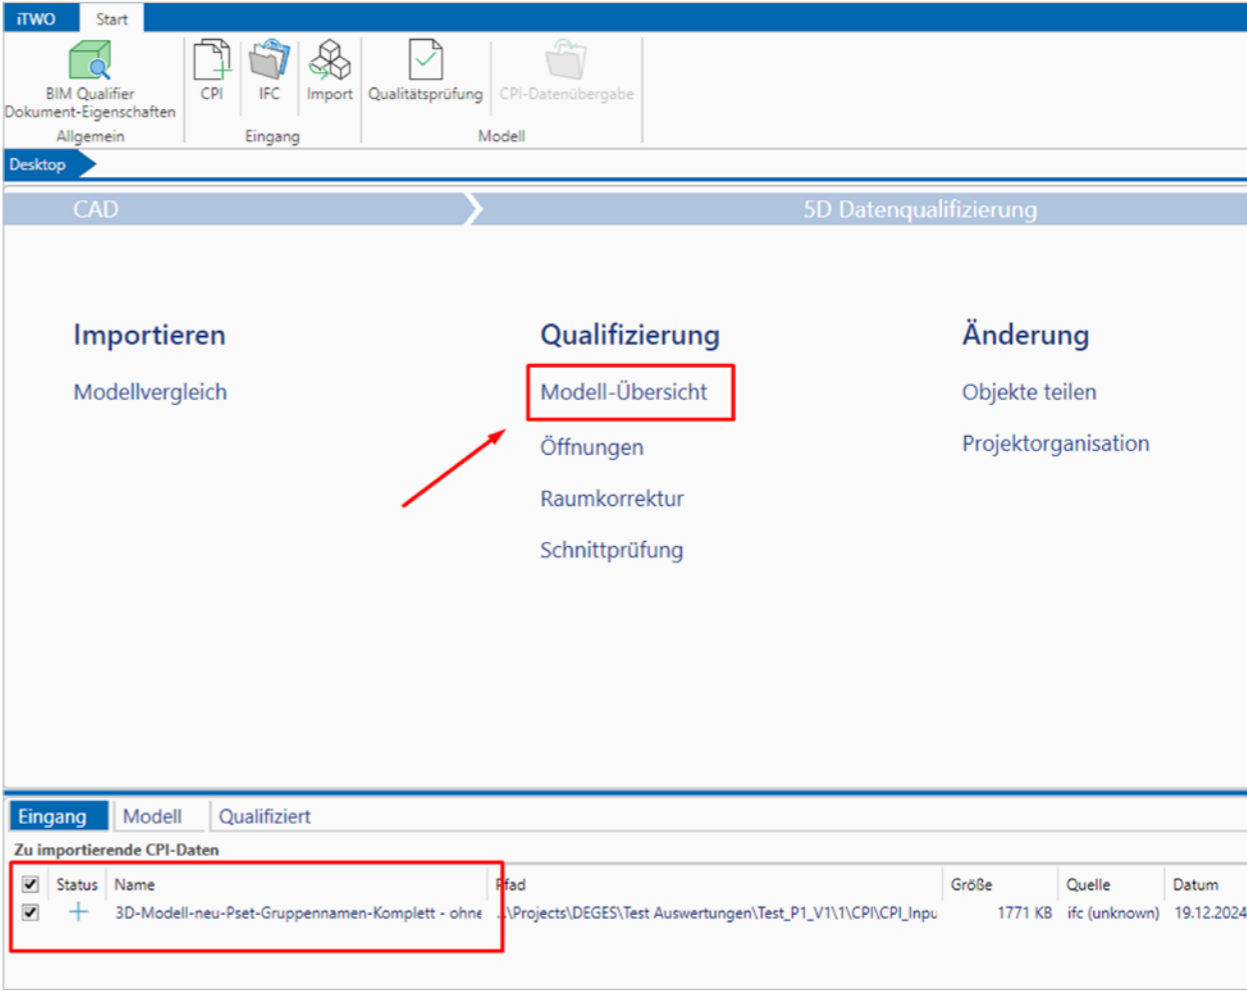 iTWO Start
BIM Qualifier
Dokument-Eigenschaften
CPI IFC Import Qualitätsprüfung CPI-Datenübergabe
Allgemein Eingang Modell
Desktop
CAD 5D Datenqualifizierung
Importieren Qualifizierung Änderung
Modellvergleich Modell-Übersicht Objekte teilen
Öffnungen Projektorganisation
Raumkorrektur
Schnittprüfung
Eingang Modell Qualifiziert
Zu importierende CPI-Daten
Status Name Pfad Größe Quelle Datum
3D-Modell-neu-Pset-Gruppennamen-Komplett - ohne ..\Projects\DEGES\Test Auswertungen\Test_P1_V1\1\CPI\CPI_Inpu 1771 KB ifc (unknown) 19.12.2024